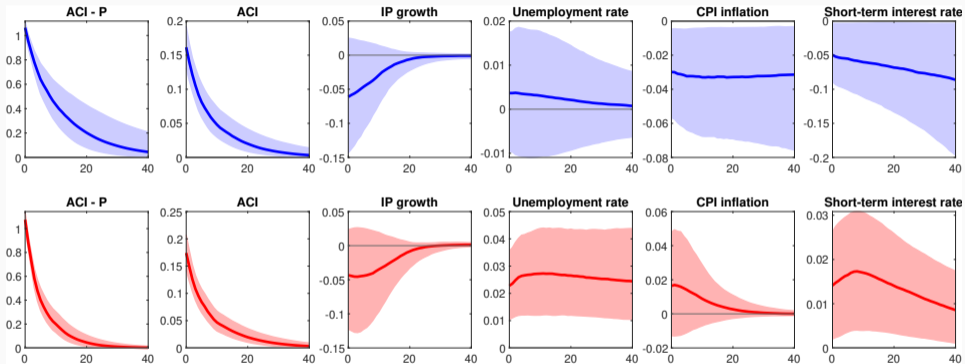 ACI - P ACI IP growth Unemployment rate CPI inflation Short-term interest rate
1 0.2 0.05 0.02 0 0
0.8 0.15 0 0.01 -0.02 -0.05
0.6 0.1 -0.05 -0.04 -0.1
0.4 0.05 -0.1 0 -0.06 -0.15
0.2 -0.01
0 0 -0.15 -0.08 -0.2
0 20 40 0 20 40 0 20 40 0 20 40 0 20 40 0 20 40
ACI - P ACI IP growth Unemployment rate CPI inflation Short-term interest rate
1 0.25 0.05 0.05 0.06 0.03
0.8 0.2 0 0.04 0.04
0.6 0.15 0.03 0.02
0.4 0.1 -0.05 0.02 0.02 0.01
0.2 0.05 -0.1 0.01 0
0 -0.15 0 -0.02 0
0 20 40 0 20 40 0 20 40 0 20 40 0 20 40 0 20 40